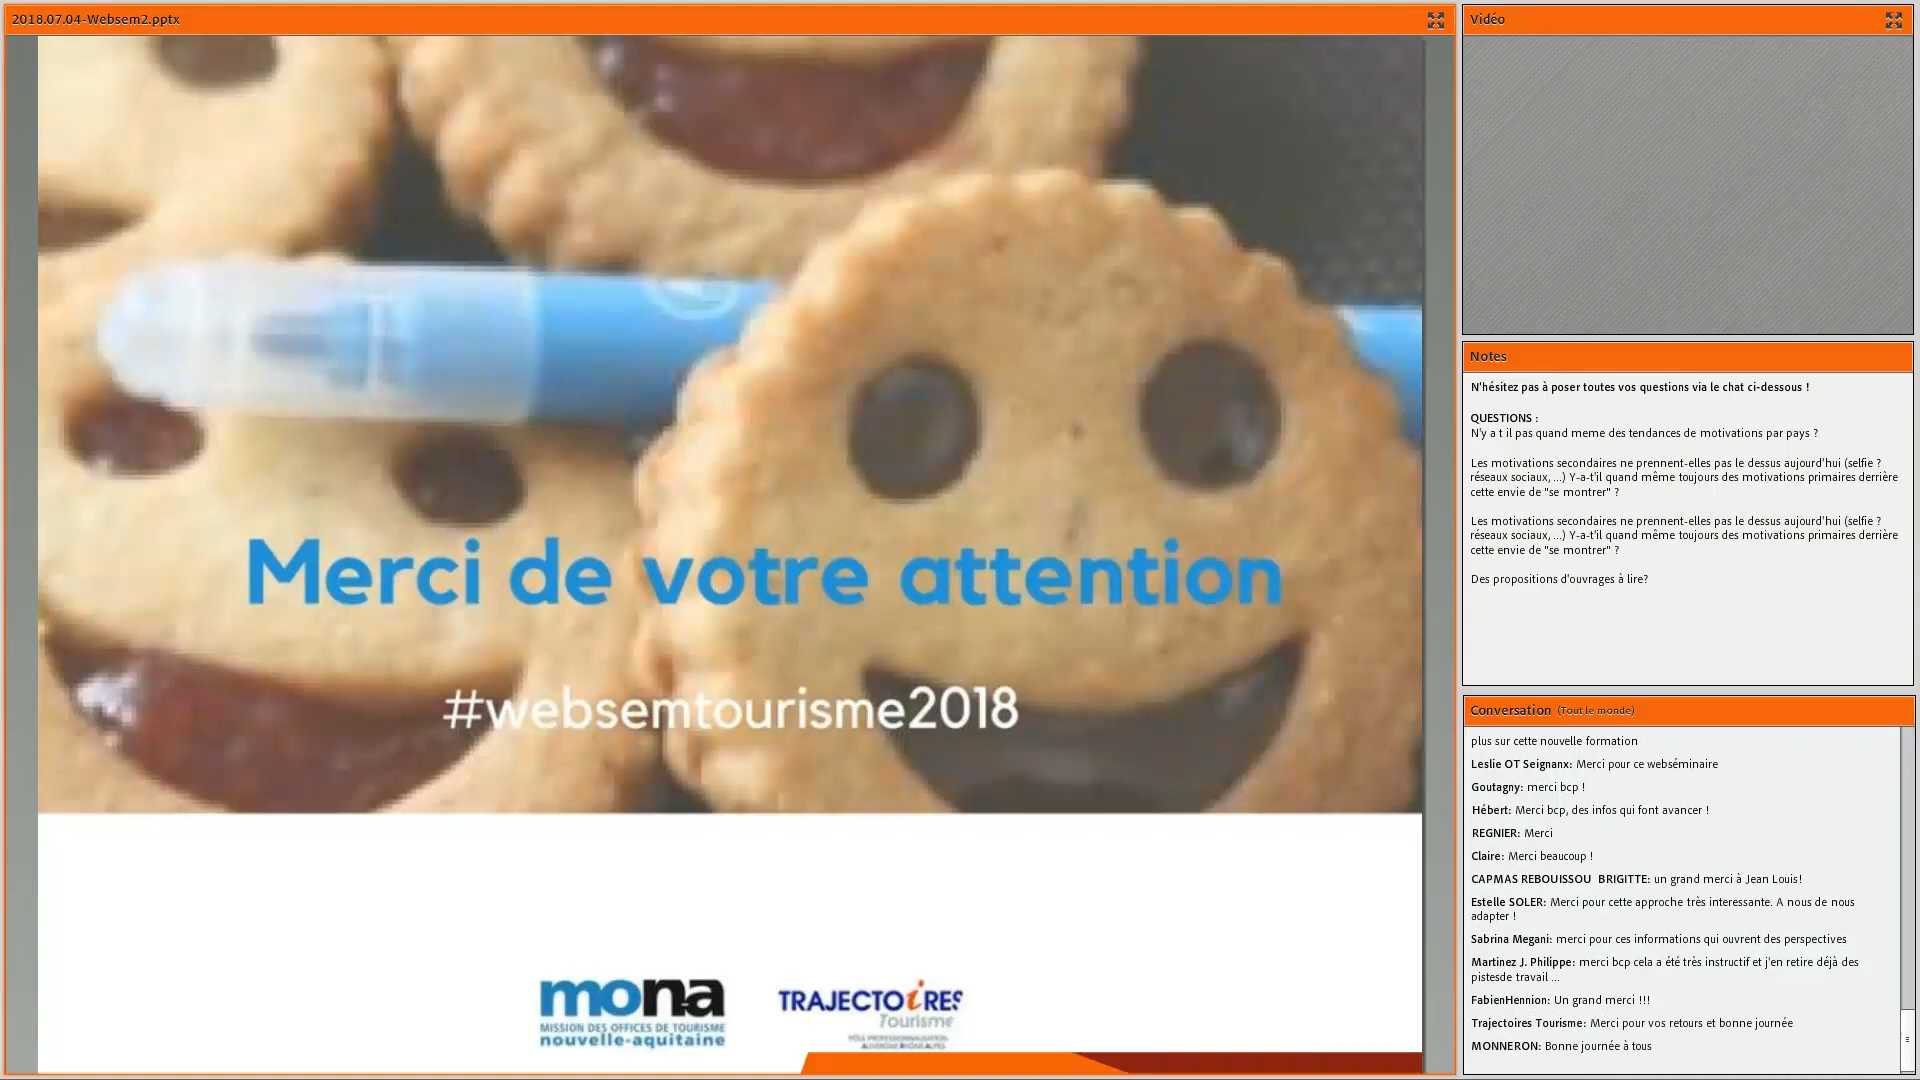 2018.07.04-Websem2.pptx
Merci de votre attention
#websemtourisme2018
mona
MISSION DES OFFICES DE TOURISME
nouvelle-aquitaine
TRAJECTOIRES
Tourisme
PÔLE PROFESSIONNALISATION
AUVERGNE RHÔNE ALPES
Vidéo
Notes
N'hésitez pas à poser toutes vos questions via le chat ci-dessous !
QUESTIONS :
N'y a t il pas quand meme des tendances de motivations par pays ?
Les motivations secondaires ne prennent-elles pas le dessus aujourd'hui (selfie ?
réseaux sociaux, ...) Y-a-t'il quand même toujours des motivations primaires derrière
cette envie de "se montrer" ?
Les motivations secondaires ne prennent-elles pas le dessus aujourd'hui (selfie ?
réseaux sociaux, ...) Y-a-t'il quand même toujours des motivations primaires derrière
cette envie de "se montrer" ?
Des propositions d'ouvrages à lire?
Conversation (Tout le monde)
plus sur cette nouvelle formation
Leslie OT Seignanx: Merci pour ce webséminaire
Goutagny: merci bcp !
Hébert: Merci bcp, des infos qui font avancer !
REGNIER: Merci
Claire: Merci beaucoup !
CAPMAS REBOUISSOU BRIGITTE: un grand merci à Jean Louis!
Estelle SOLER: Merci pour cette approche très interessante. A nous de nous
adapter !
Sabrina Megani: merci pour ces informations qui ouvrent des perspectives
Martinez J. Philippe: merci bcp cela a été très instructif et j'en retire déjà des
pistesde travail ...
FabienHennion: Un grand merci !!!
Trajectoires Tourisme: Merci pour vos retours et bonne journée
MONNERON: Bonne journée à tous